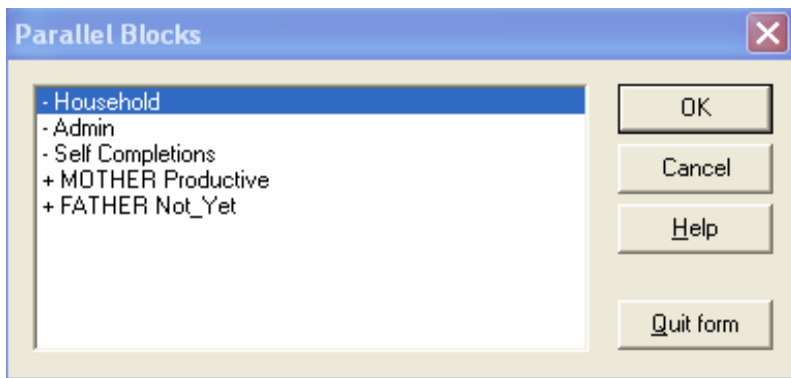 Parallel Blocks
- Household
- Admin
- Self Completions
+ MOTHER Productive
+ FATHER Not_Yet
OK
Cancel
Help
Quit form